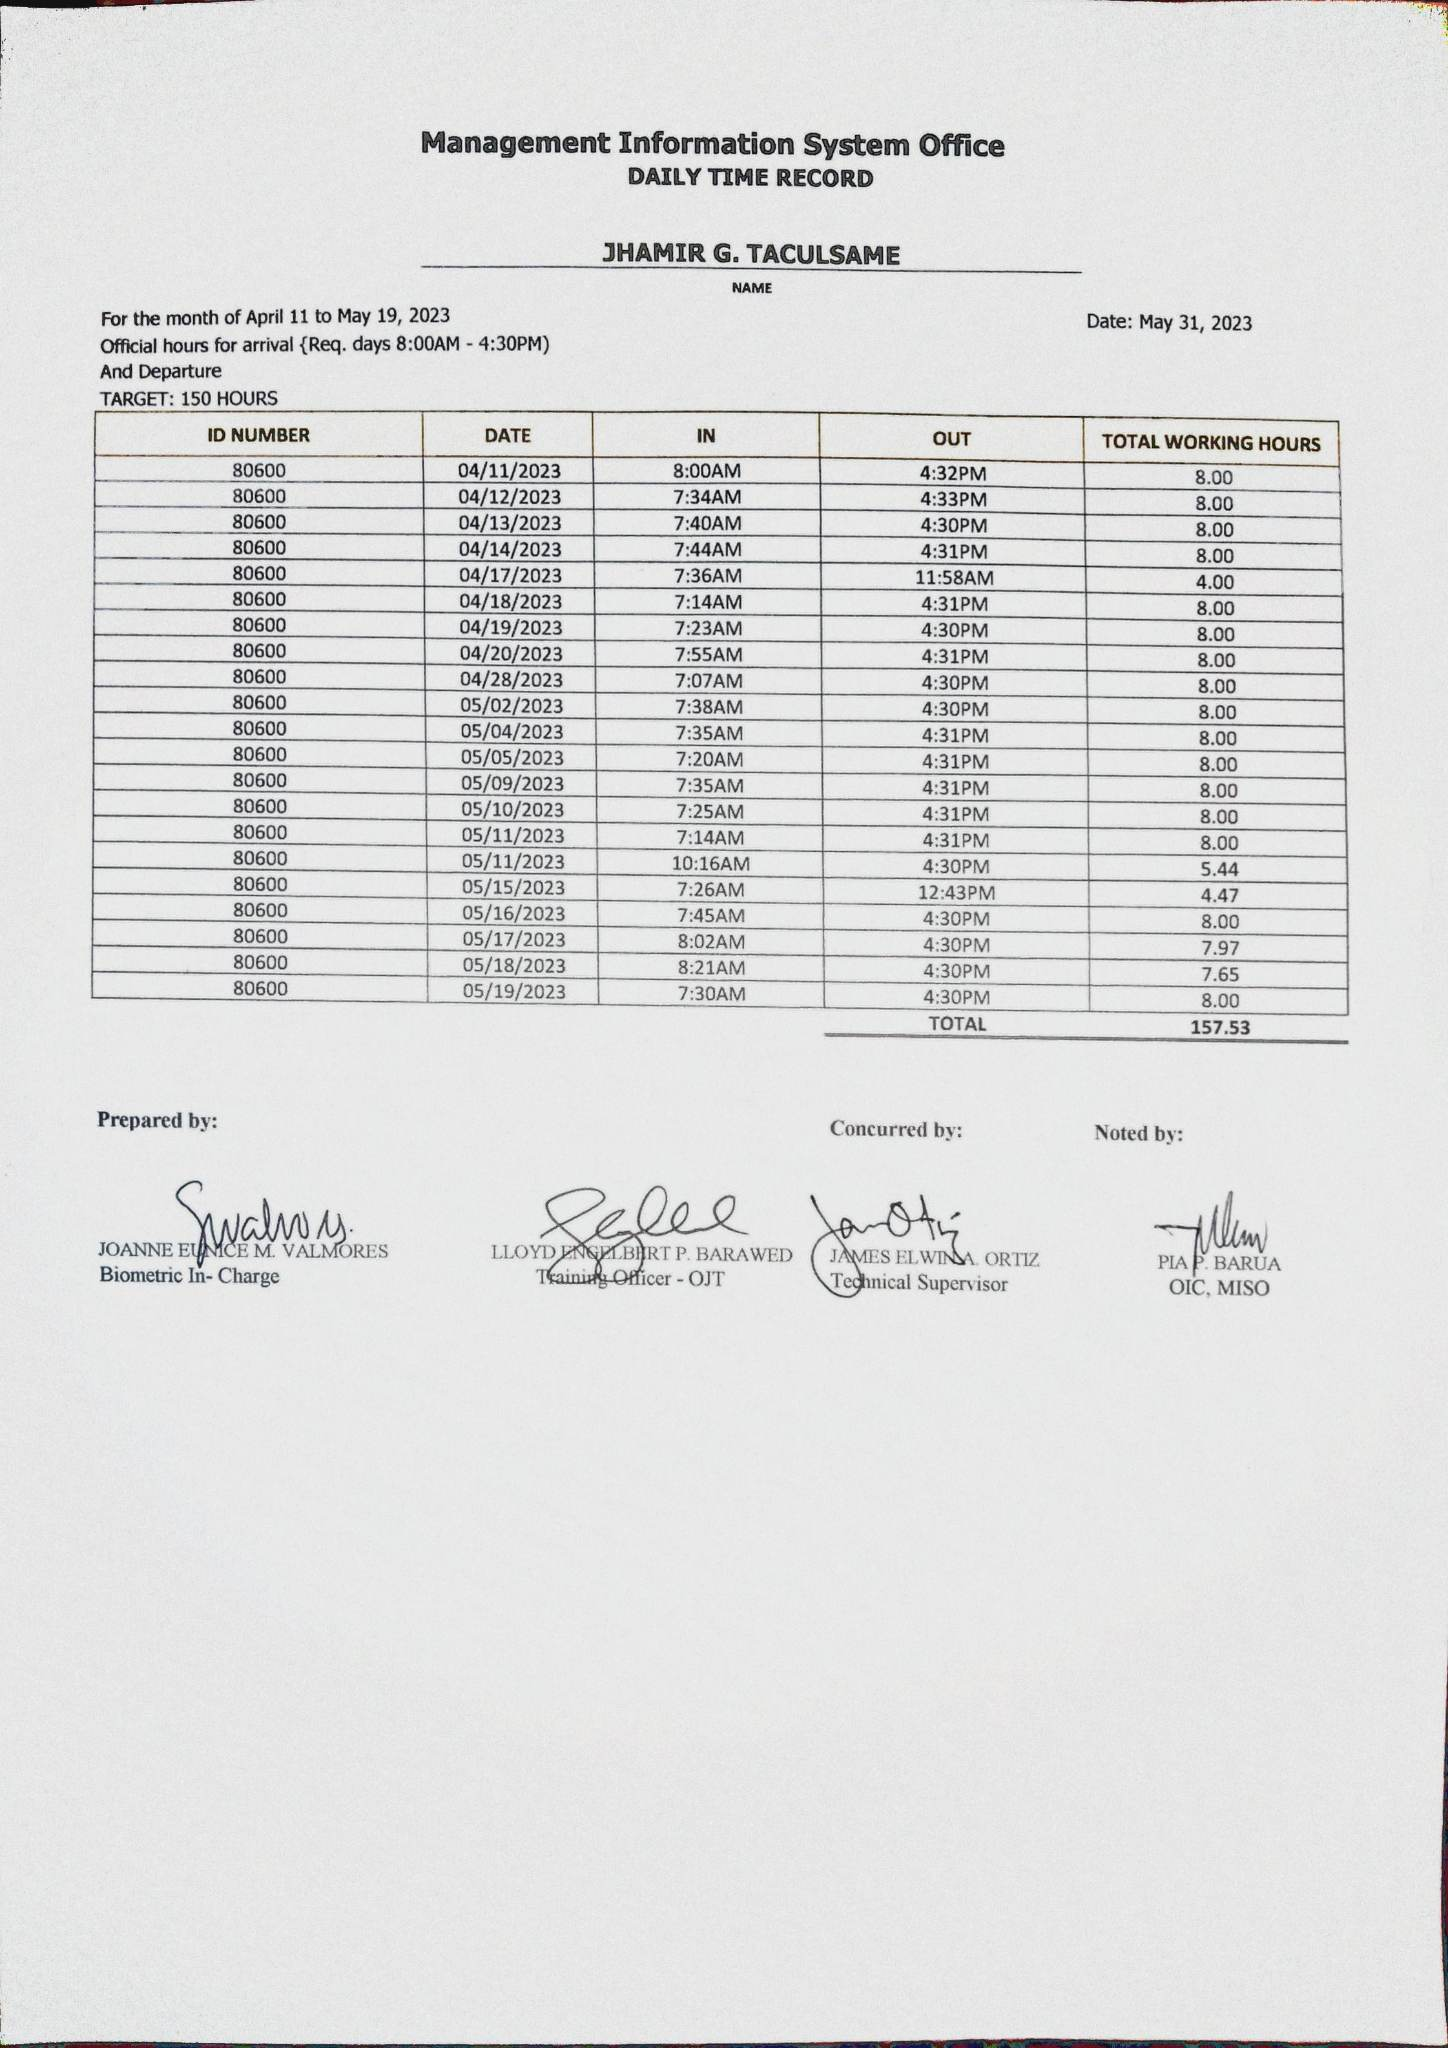 Management Information System Office
DAILY TIME RECORD
JHAMIR G. TACULSAME
NAME
For the month of April 11 to May 19, 2023
Date: May 31, 2023
Official hours for arrival {Req. days 8:00AM - 4:30PM)
And Departure
TARGET: 150 HOURS
ID NUMBER DATE IN OUT TOTAL WORKING HOURS
80600 04/11/2023 8:00AM 4:32PM 8.00
80600 04/12/2023 7:34AM 4:33PM 8.00
80600 04/13/2023 7:40AM 4:30PM 8.00
80600 04/14/2023 7:44AM 4:31PM 8.00
80600 04/17/2023 7:36AM 11:58AM 4.00
80600 04/18/2023 7:14AM 4:31PM 8.00
80600 04/19/2023 7:23AM 4:30PM 8.00
80600 04/20/2023 7:55AM 4:31PM 8.00
80600 04/28/2023 7:07AM 4:30PM 8.00
80600 05/02/2023 7:38AM 4:30PM 8.00
80600 05/04/2023 7:35AM 4:31PM 8.00
80600 05/05/2023 7:20AM 4:31PM 8.00
80600 05/09/2023 7:35AM 4:31PM 8.00
80600 05/10/2023 7:25AM 4:31PM 8.00
80600 05/11/2023 7:14AM 4:31PM 8.00
80600 05/11/2023 10:16AM 4:30PM 5.44
80600 05/15/2023 7:26AM 12:43PM 4.47
80600 05/16/2023 7:45AM 4:30PM 8.00
80600 05/17/2023 8:02AM 4:30PM 7.97
80600 05/18/2023 8:21AM 4:30PM 7.65
80600 05/19/2023 7:30AM 4:30PM 8.00
TOTAL 157.53
Prepared by: Concurred by: Noted by:
JOANNE EUNICE M. VALMORES LLOYD ENGELBERT P. BARAWED JAMES ELWIN A. ORTIZ PIA P. BARUA
Biometric In- Charge Training Officer - OJT Technical Supervisor OIC, MISO